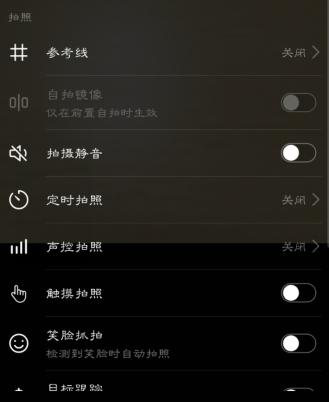 拍照
参考线
关闭
自拍镜像
仅在前置自拍时生效
拍摄静音
定时拍照
关闭
声控拍照
关闭
触摸拍照
笑脸抓拍
检测到笑脸时自动拍照
目标跟踪